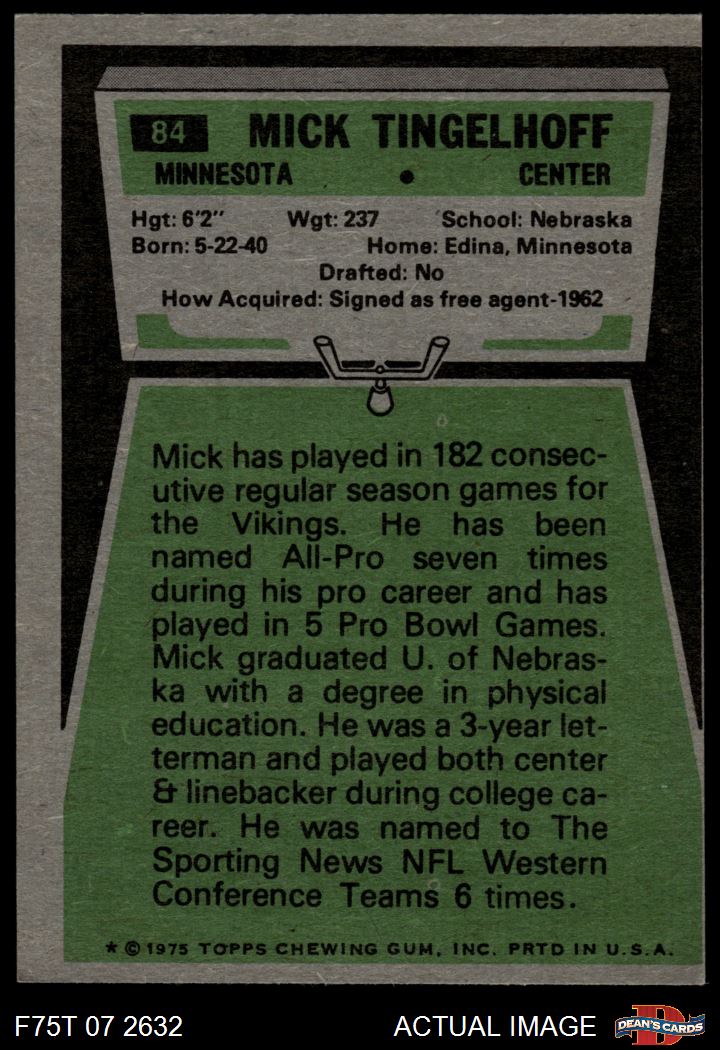 84 MICK TINGELHOFF
MINNESOTA • CENTER
Hgt: 6'2" Wgt: 237 School: Nebraska
Born: 5-22-40 Home: Edina, Minnesota
Drafted: No
How Acquired: Signed as free agent-1962
Mick has played in 182 consec-
utive regular season games for
the Vikings. He has been
named All-Pro seven times
during his pro career and has
played in 5 Pro Bowl Games.
Mick graduated U. of Nebras-
ka with a degree in physical
education. He was a 3-year let-
terman and played both center
& linebacker during college ca-
reer. He was named to The
Sporting News NFL Western
Conference Teams 6 times.
* © 1975 TOPPS CHEWING GUM, INC. PRTD IN U.S.A.
F75T 07 2632 ACTUAL IMAGE D DEAN'S CARDS